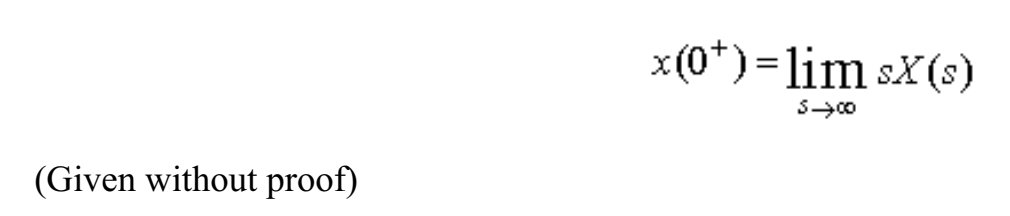 x(0⁺) = lim sX(s)
s→∞
(Given without proof)